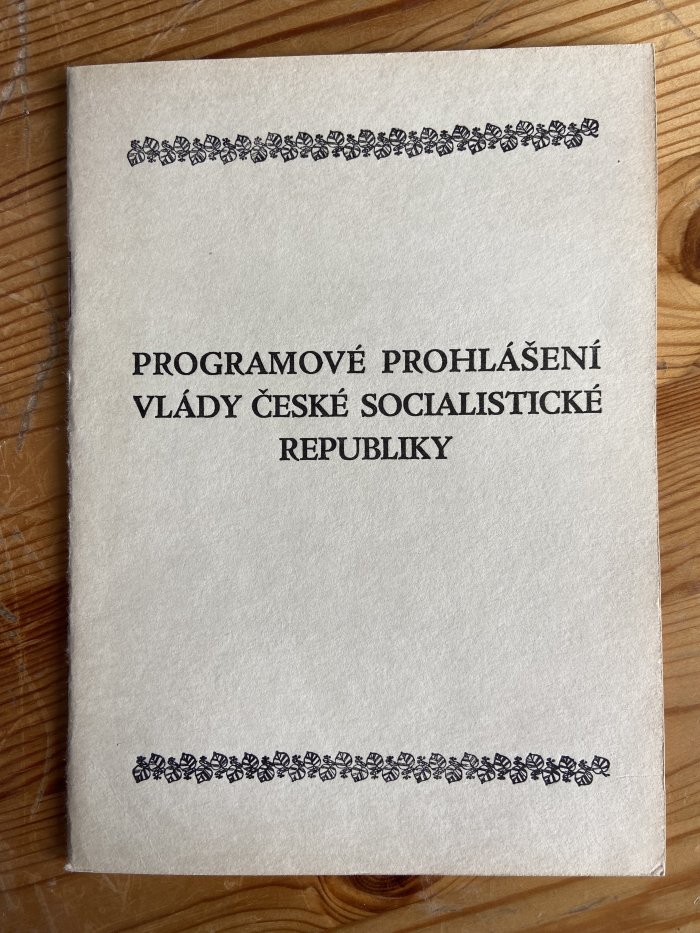 PROGRAMOVÉ PROHLÁŠENÍ
VLÁDY ČESKÉ SOCIALISTICKÉ
REPUBLIKY